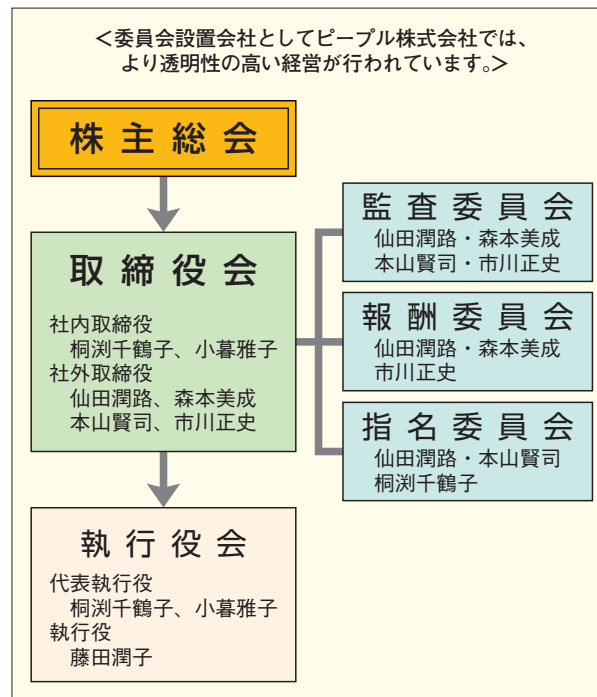 <委員会設置会社としてピープル株式会社では、
より透明性の高い経営が行われています。>
株主総会
取締役会
社内取締役
桐渕千鶴子、小暮雅子
社外取締役
仙田潤路、森本美成
本山賢司、市川正史
監査委員会
仙田潤路・森本美成
本山賢司・市川正史
報酬委員会
仙田潤路・森本美成
市川正史
指名委員会
仙田潤路・本山賢司
桐渕千鶴子
執行役会
代表執行役
桐渕千鶴子、小暮雅子
執行役
藤田潤子